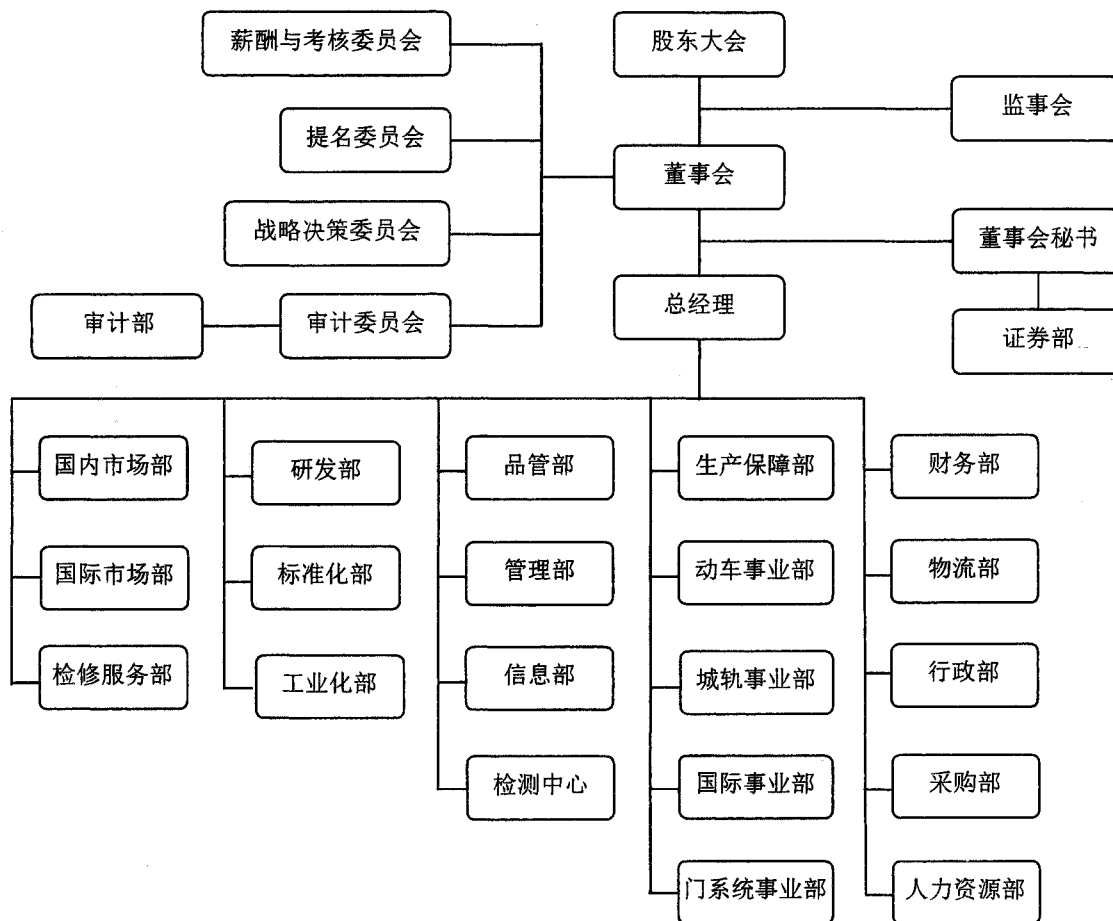 薪酬与考核委员会
股东大会
监事会
提名委员会
董事会
战略决策委员会
董事会秘书
总经理
审计部
审计委员会
证券部
国内市场部
研发部
品管部
生产保障部
财务部
国际市场部
标准化部
管理部
动车事业部
物流部
检修服务部
工业化部
信息部
城轨事业部
行政部
检测中心
国际事业部
采购部
门系统事业部
人力资源部